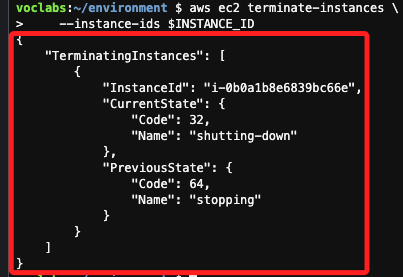 voclabs:~/environment $ aws ec2 terminate-instances \
>     --instance-ids $INSTANCE_ID
{
    "TerminatingInstances": [
        {
            "InstanceId": "i-0b0a1b8e6839bc66e",
            "CurrentState": {
                "Code": 32,
                "Name": "shutting-down"
            },
            "PreviousState": {
                "Code": 64,
                "Name": "stopping"
            }
        }
    ]
}